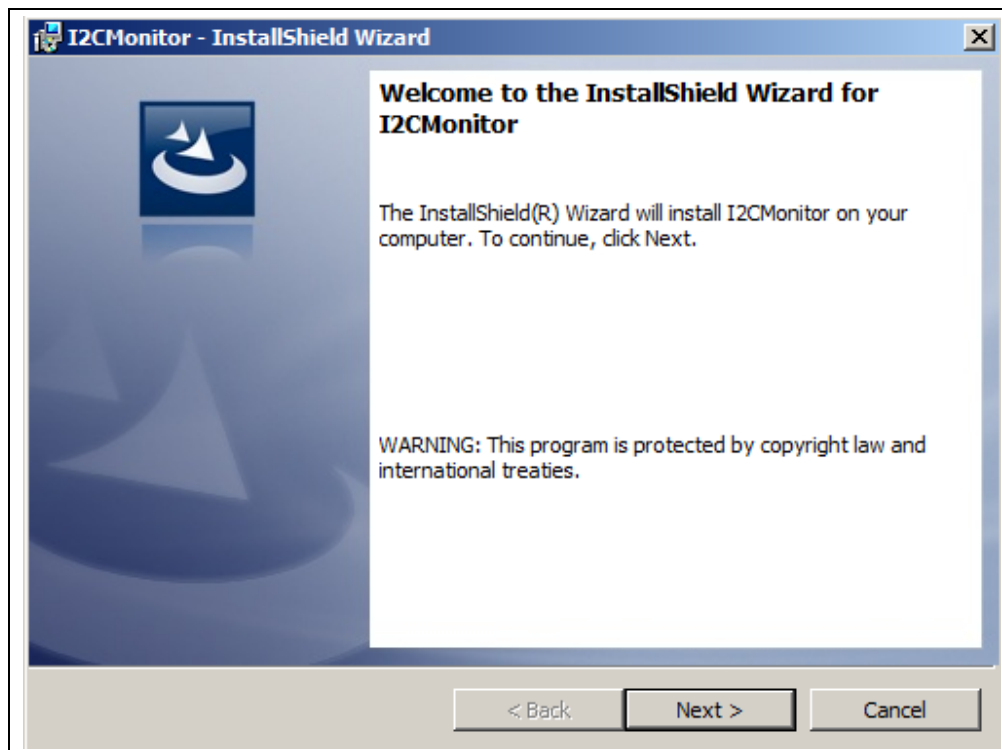 I2CMonitor - InstallShield Wizard
Welcome to the InstallShield Wizard for
I2CMonitor
The InstallShield(R) Wizard will install I2CMonitor on your
computer. To continue, click Next.
WARNING: This program is protected by copyright law and
international treaties.
< Back
Next >
Cancel